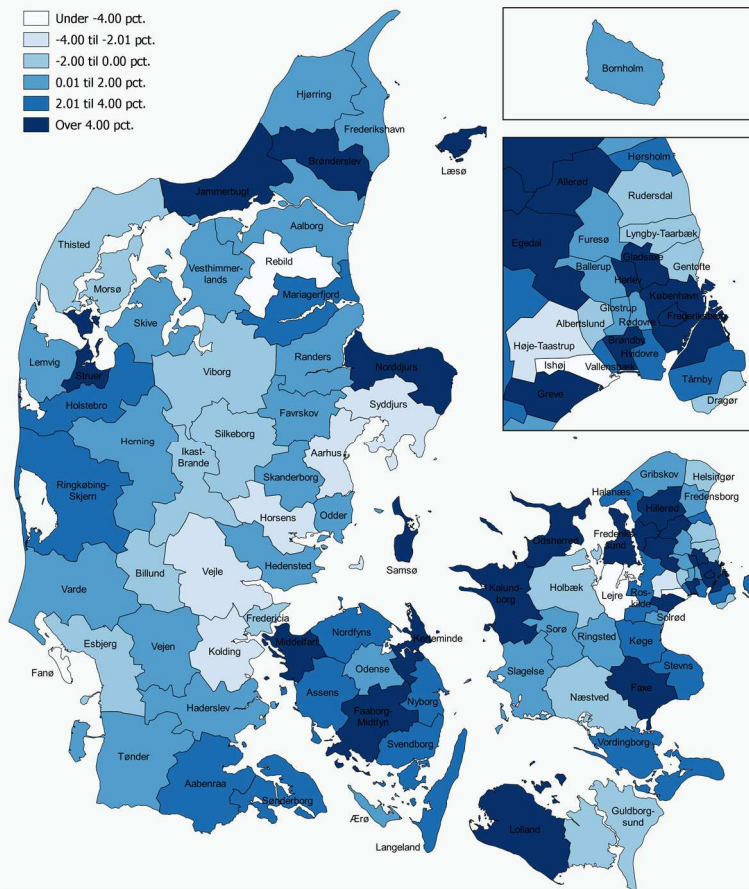 Under -4.00 pct.
-4.00 til -2.01 pct.
-2.00 til 0.00 pct.
0.01 til 2.00 pct.
2.01 til 4.00 pct.
Over 4.00 pct.
Bornholm
Hjørring
Frederikshavn
Brønderslev
Læsø
Jammerbugt
Aalborg
Thisted
Vesthimmer-
lands
Rebild
Morsø
Mariagerfjord
Skive
Lemvig
Struer
Viborg
Randers
Norddjurs
Holstebro
Favrskov
Syddjurs
Herning
Silkeborg
Ikast-
Brande
Aarhus
Skanderborg
Ringkøbing-
Skjern
Horsens
Odder
Samsø
Hedensted
Varde
Billund
Vejle
Fredericia
Esbjerg
Vejen
Kolding
Fanø
Haderslev
Tønder
Aabenraa
Sønderborg
Middelfart
Nordfyns
Kerteminde
Odense
Assens
Nyborg
Faaborg-
Midtfyn
Svendborg
Ærø
Langeland
Allerød
Hørsholm
Rudersdal
Egedal
Furesø
Lyngby-Taarbæk
Gladsaxe
Ballerup
Gentofte
Herlev
København
Glostrup
Frederiksberg
Albertslund
Rødovre
Høje-Taastrup
Brøndby
Hvidovre
Ishøj
Vallensbæk
Tårnby
Greve
Dragør
Gribskov
Helsingør
Halsnæs
Fredensborg
Hillerød
Odsherred
Frederiks-
sund
Kalund-
borg
Holbæk
Lejre
Ros-
kilde
Solrød
Sorø
Ringsted
Køge
Slagelse
Stevns
Næstved
Faxe
Vordingborg
Lolland
Guldborg-
sund